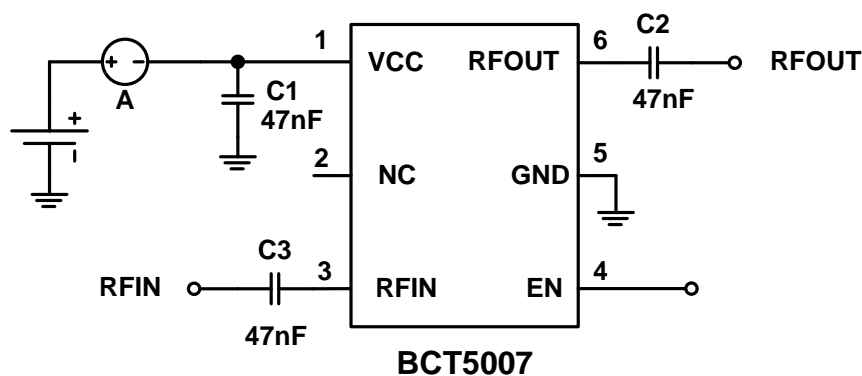 C2
1
6
+ -
VCC
RFOUT
RFOUT
A
C1
47nF
47nF
+
-
2
5
NC
GND
C3
3
4
RFIN
RFIN
EN
47nF
BCT5007